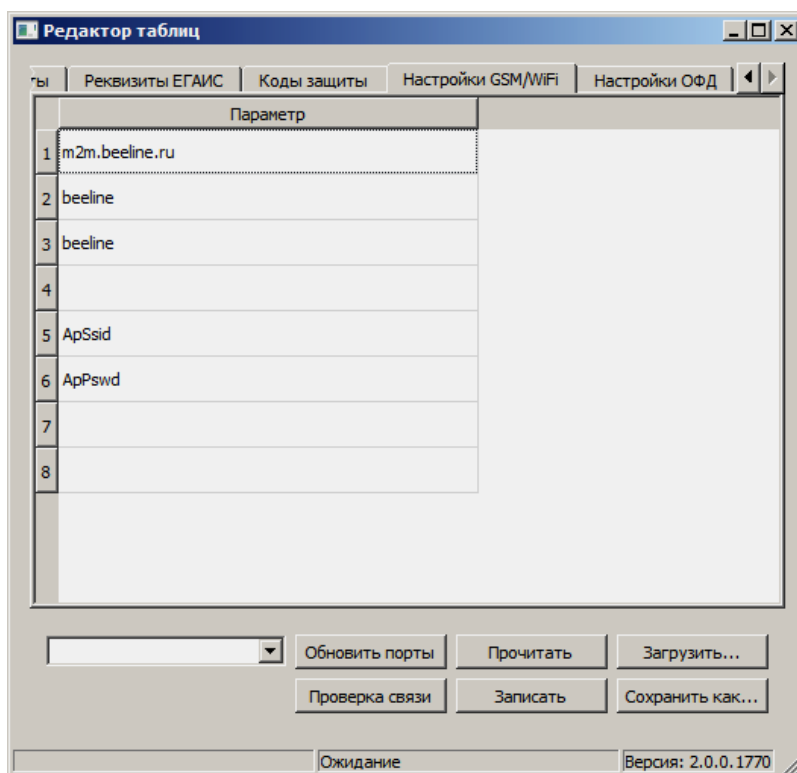 Редактор таблиц
ты Реквизиты ЕГАИС Коды защиты Настройки GSM/WiFi Настройки ОФД
Параметр
1 m2m.beeline.ru
2 beeline
3 beeline
4
5 ApSsid
6 ApPswd
7
8
Обновить порты Прочитать Загрузить...
Проверка связи Записать Сохранить как...
Ожидание Версия: 2.0.0.1770